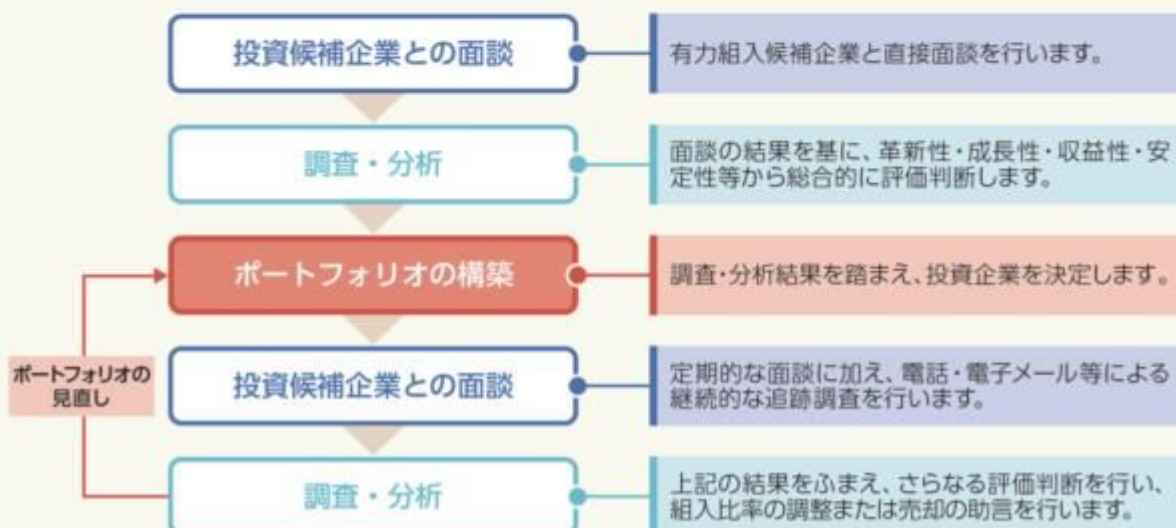 投資候補企業との面談
有力組入候補企業と直接面談を行います。
調査・分析
面談の結果を基に、革新性・成長性・収益性・安
定性等から総合的に評価判断します。
ポートフォリオの構築
調査・分析結果を踏まえ、投資企業を決定します。
ポートフォリオの
見直し
投資候補企業との面談
定期的な面談に加え、電話・電子メール等による
継続的な追跡調査を行います。
調査・分析
上記の結果をふまえ、さらなる評価判断を行い、
組入比率の調整または売却の助言を行います。